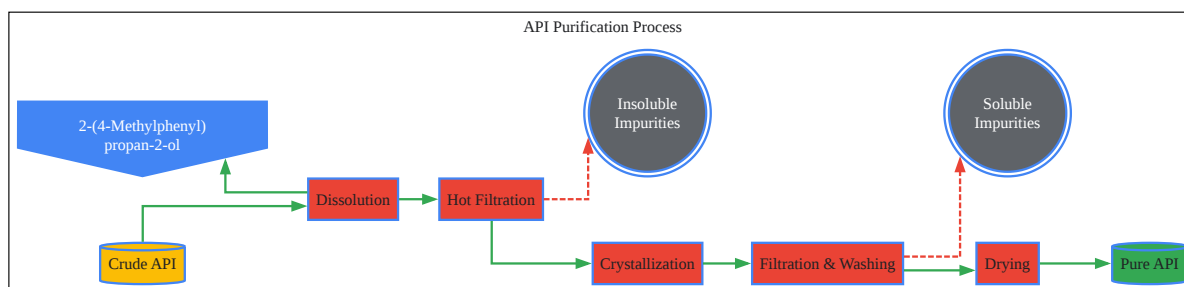 API Purification Process
Insoluble
Impurities
Soluble
Impurities
2-(4-Methylphenyl)
propan-2-ol
Dissolution
Hot Filtration
Crude API
Crystallization
Filtration & Washing
Drying
Pure API